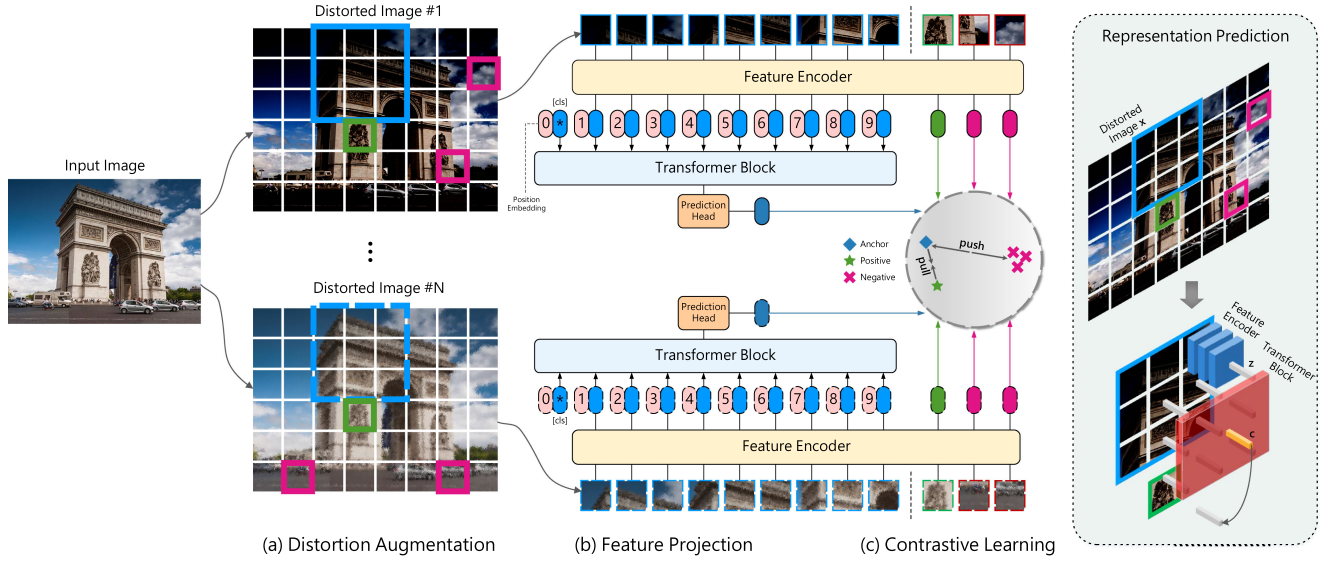 Input Image
Distorted Image #1
Distorted Image #N
(a) Distortion Augmentation
Feature Encoder
[cls]
0 * 1 2 3 4 5 6 7 8 9
Transformer Block
Position
Embedding
Prediction
Head
Anchor
Positive
Negative
push
pull
Prediction
Head
Transformer Block
0 * 1 2 3 4 5 6 7 8 9
[cls]
Feature Encoder
(b) Feature Projection
(c) Contrastive Learning
Representation Prediction
Distorted
Image x
Feature
Encoder
Transformer
Block
z
c